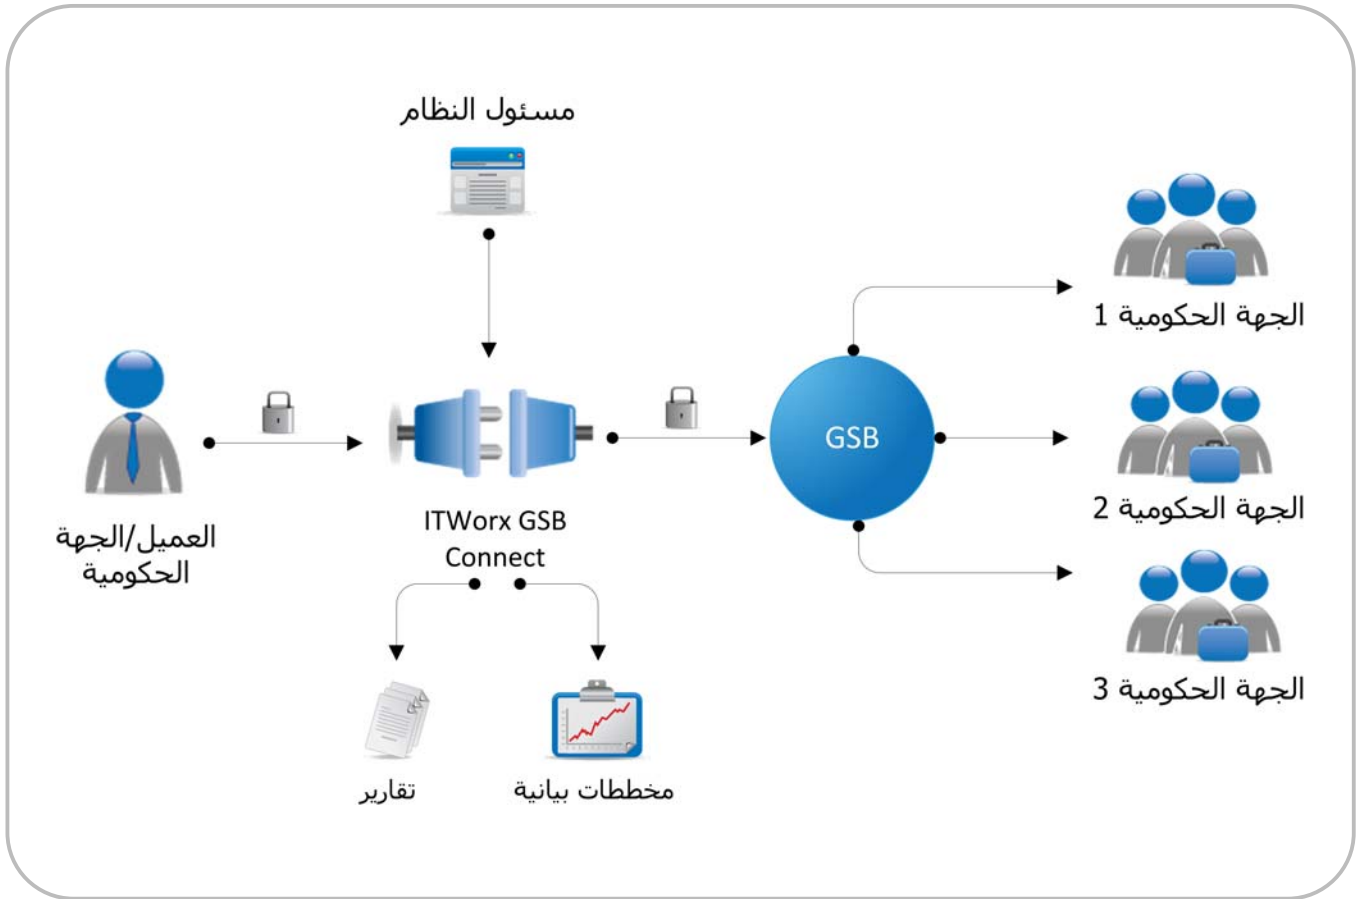 مسئول النظام
الجهة الحكومية 1
GSB
الجهة الحكومية 2
العميل/الجهة
الحكومية
ITWorx GSB
Connect
الجهة الحكومية 3
تقارير
مخططات بيانية